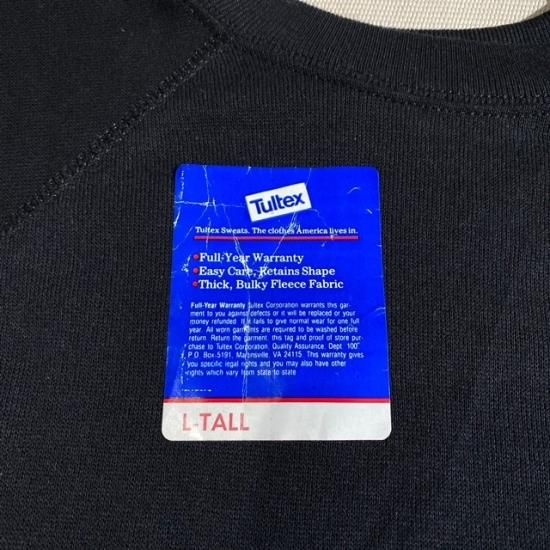 Tultex
Tultex Sweats. The clothes America lives in.
•Full-Year Warranty
•Easy Care, Retains Shape
•Thick, Bulky Fleece Fabric
Full-Year Warranty Tultex Corporation warrants this gar-
ment to you against defects or it will be replaced or your
money refunded if it fails to give normal wear for one full
year. All worn garments are required to be washed before
return. Return the garment, this tag and proof of store pur-
chase to Tultex Corporation, Quality Assurance, Dept 100
P O Box 5191, Martinsville, VA 24115 This warranty gives
you specific legal rights and you may also have other
rights which vary from state to state
L-TALL